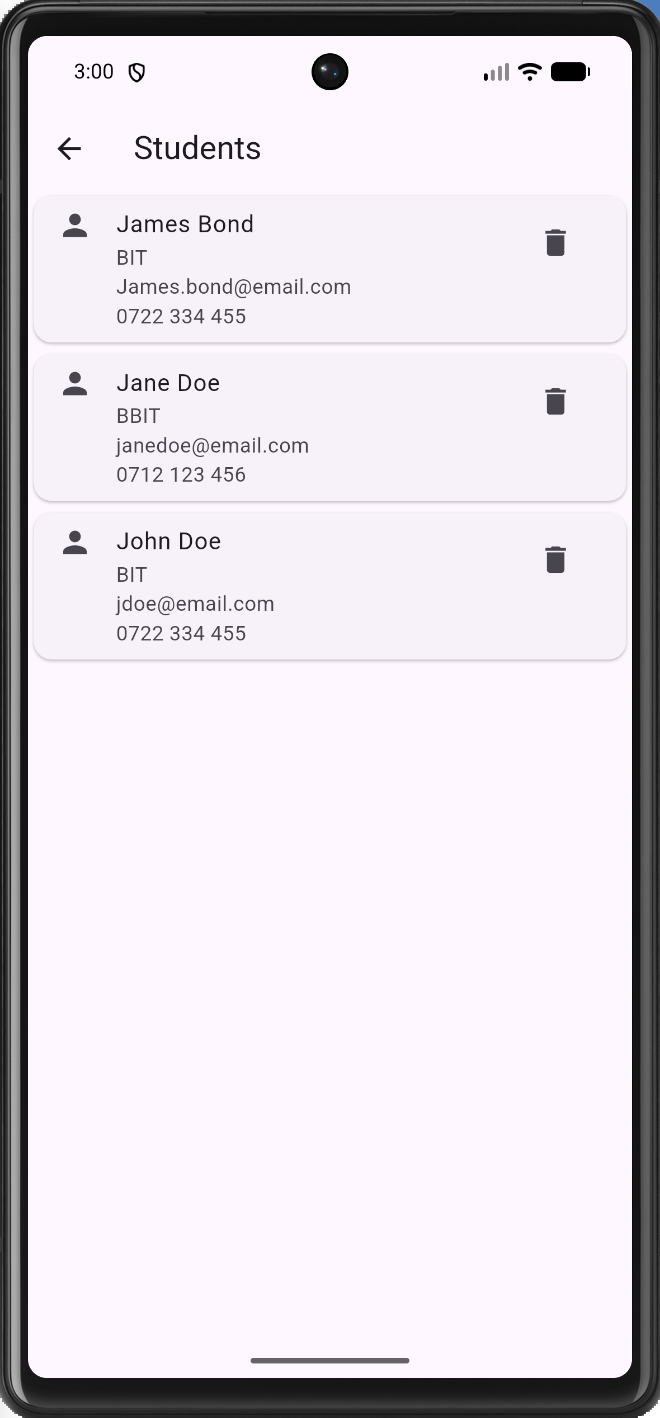 3:00
Students
James Bond
BIT
James.bond@email.com
0722 334 455
Jane Doe
BBIT
janedoe@email.com
0712 123 456
John Doe
BIT
jdoe@email.com
0722 334 455